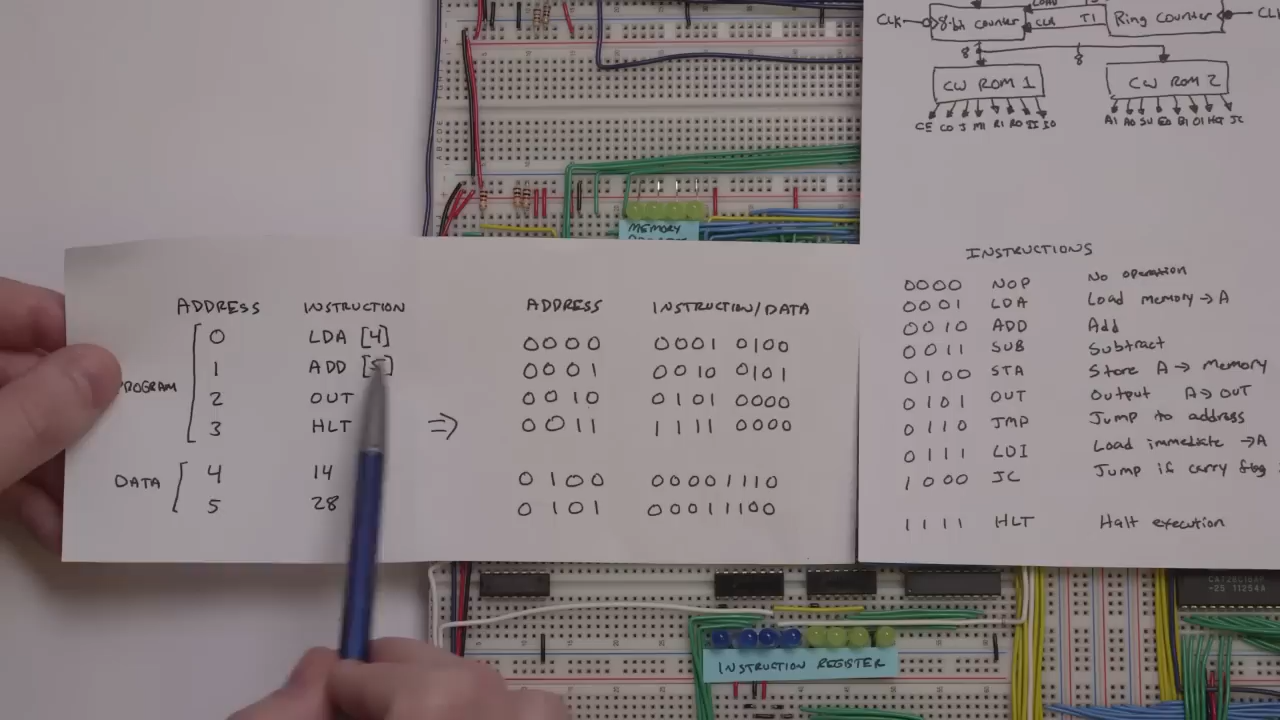 LOAD
CLK 8-bit counter CLR T1 Ring Counter CL
8 8
CW ROM 1 CW ROM 2
CE CO J MI RI RO II IO AI AO SU EO BI OI HLT JC
MEMORY
ADDRESS INSTRUCTION
PROGRAM
0 LDA [4]
1 ADD [5]
2 OUT
3 HLT
DATA
4 14
5 28
⇒
ADDRESS INSTRUCTION/DATA
0000 0001 0100
0001 0010 0101
0010 0101 0000
0011 1111 0000
0100 00001110
0101 00011100
INSTRUCTIONS
0000 NOP No operation
0001 LDA Load memory → A
0010 ADD Add
0011 SUB Subtract
0100 STA Store A → Memory
0101 OUT Output A → OUT
0110 JMP Jump to address
0111 LDI Load immediate → A
1000 JC Jump if carry flag
1111 HLT Halt execution
INSTRUCTION REGISTER
-25 11254A